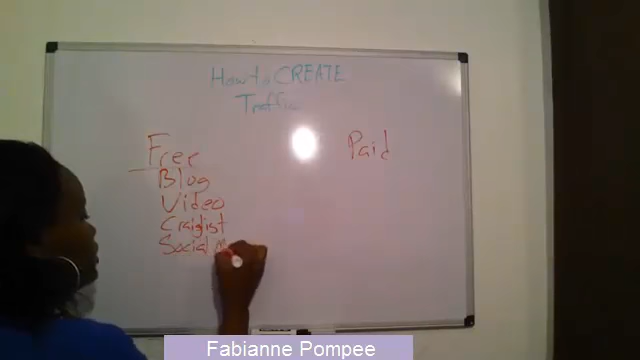 How to CREATE
Traffic
Free
Paid
Blog
Video
Craiglist
Social
Fabianne Pompee